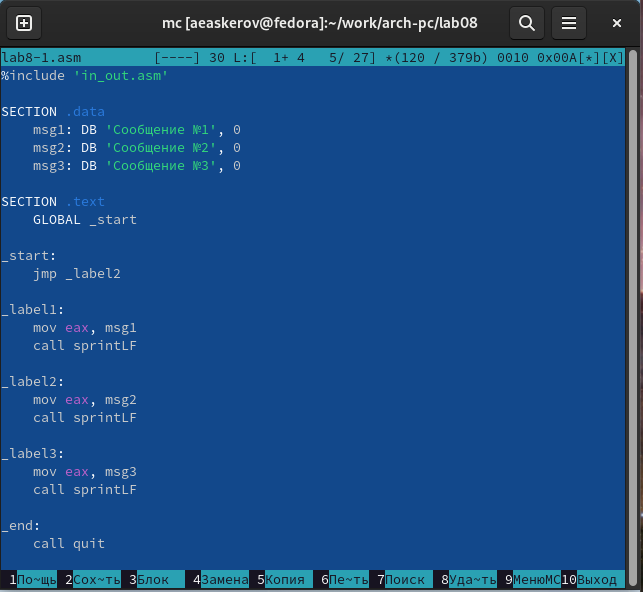 mc [aeaskerov@fedora]:~/work/arch-pc/lab08
lab8-1.asm [----] 30 L:[ 1+ 4 5/ 27] *(120 / 379b) 0010 0x00A[*][X]
%include 'in_out.asm'
SECTION .data
msg1: DB 'Сообщение №1', 0
msg2: DB 'Сообщение №2', 0
msg3: DB 'Сообщение №3', 0
SECTION .text
GLOBAL _start
_start:
jmp _label2
_label1:
mov eax, msg1
call sprintLF
_label2:
mov eax, msg2
call sprintLF
_label3:
mov eax, msg3
call sprintLF
_end:
call quit
1По~щь 2Сох~ть 3Блок 4Замена 5Копия 6Пе~ть 7Поиск 8Уда~ть 9МенюMC 10Выход